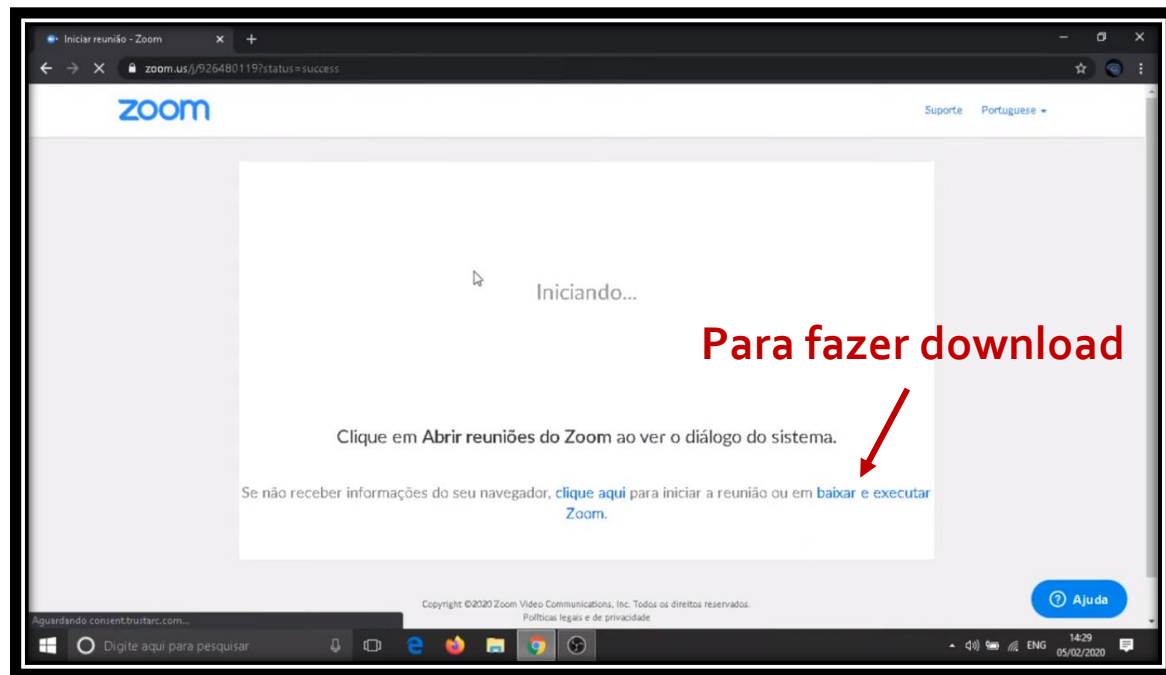 Iniciar reunião - Zoom
zoom.us/j/926480119?status=success
zoom
Suporte Portuguese
Iniciando...
Para fazer download
Clique em Abrir reuniões do Zoom ao ver o diálogo do sistema.
Se não receber informações do seu navegador, clique aqui para iniciar a reunião ou em baixar e executar
Zoom.
Copyright ©2020 Zoom Video Communications, Inc. Todos os direitos reservados.
Políticas legais e de privacidade
Ajuda
Aguardando consent.trustarc.com...
Digite aqui para pesquisar
ENG
14:29
05/02/2020